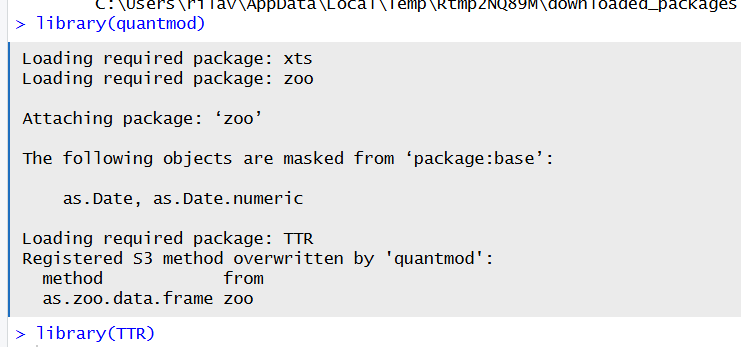 C:\Users\rilav\AppData\Local\Temp\Rtmp2NQ89M\downloaded_packages
> library(quantmod)
Loading required package: xts
Loading required package: zoo
Attaching package: ‘zoo’
The following objects are masked from ‘package:base’:
as.Date, as.Date.numeric
Loading required package: TTR
Registered S3 method overwritten by 'quantmod':
method            from
as.zoo.data.frame zoo
> library(TTR)